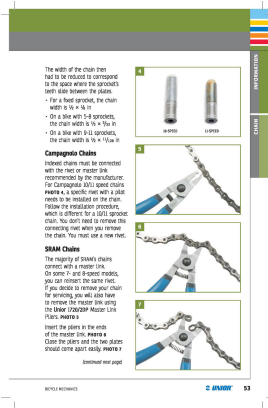 The width of the chain then
had to be reduced to correspond
to the space where the sprocket's
teeth slide between the plates.
• For a fixed sprocket, the chain
width is ½ × ⅛ in
• On a bike with 5–8 sprockets,
the chain width is ½ × 3/32 in
• On a bike with 9–11 sprockets,
the chain width is ½ × 11/128 in
Campagnolo Chains
Indexed chains must be connected
with the rivet or master link
recommended by the manufacturer.
For Campagnolo 10/11 speed chains
PHOTO 4, a specific rivet with a pilot
needs to be installed on the chain.
Follow the installation procedure,
which is different for a 10/11 sprocket
chain. You don't need to remove this
connecting rivet when you remove
the chain. You must use a new rivet.
SRAM Chains
The majority of SRAM's chains
connect with a master link.
On some 7- and 8-speed models,
you can reinsert the same rivet.
If you decide to remove your chain
for servicing, you will also have
to remove the master link using
the Unior 1720/2DP Master Link
Pliers. PHOTO 5
Insert the pliers in the ends
of the master link. PHOTO 6
Close the pliers and the two plates
should come apart easily. PHOTO 7
(continued next page)
4
10-SPEED
11-SPEED
5
6
7
INFORMATION
CHAIN
BICYCLE MECHANICS
UNIOR
53